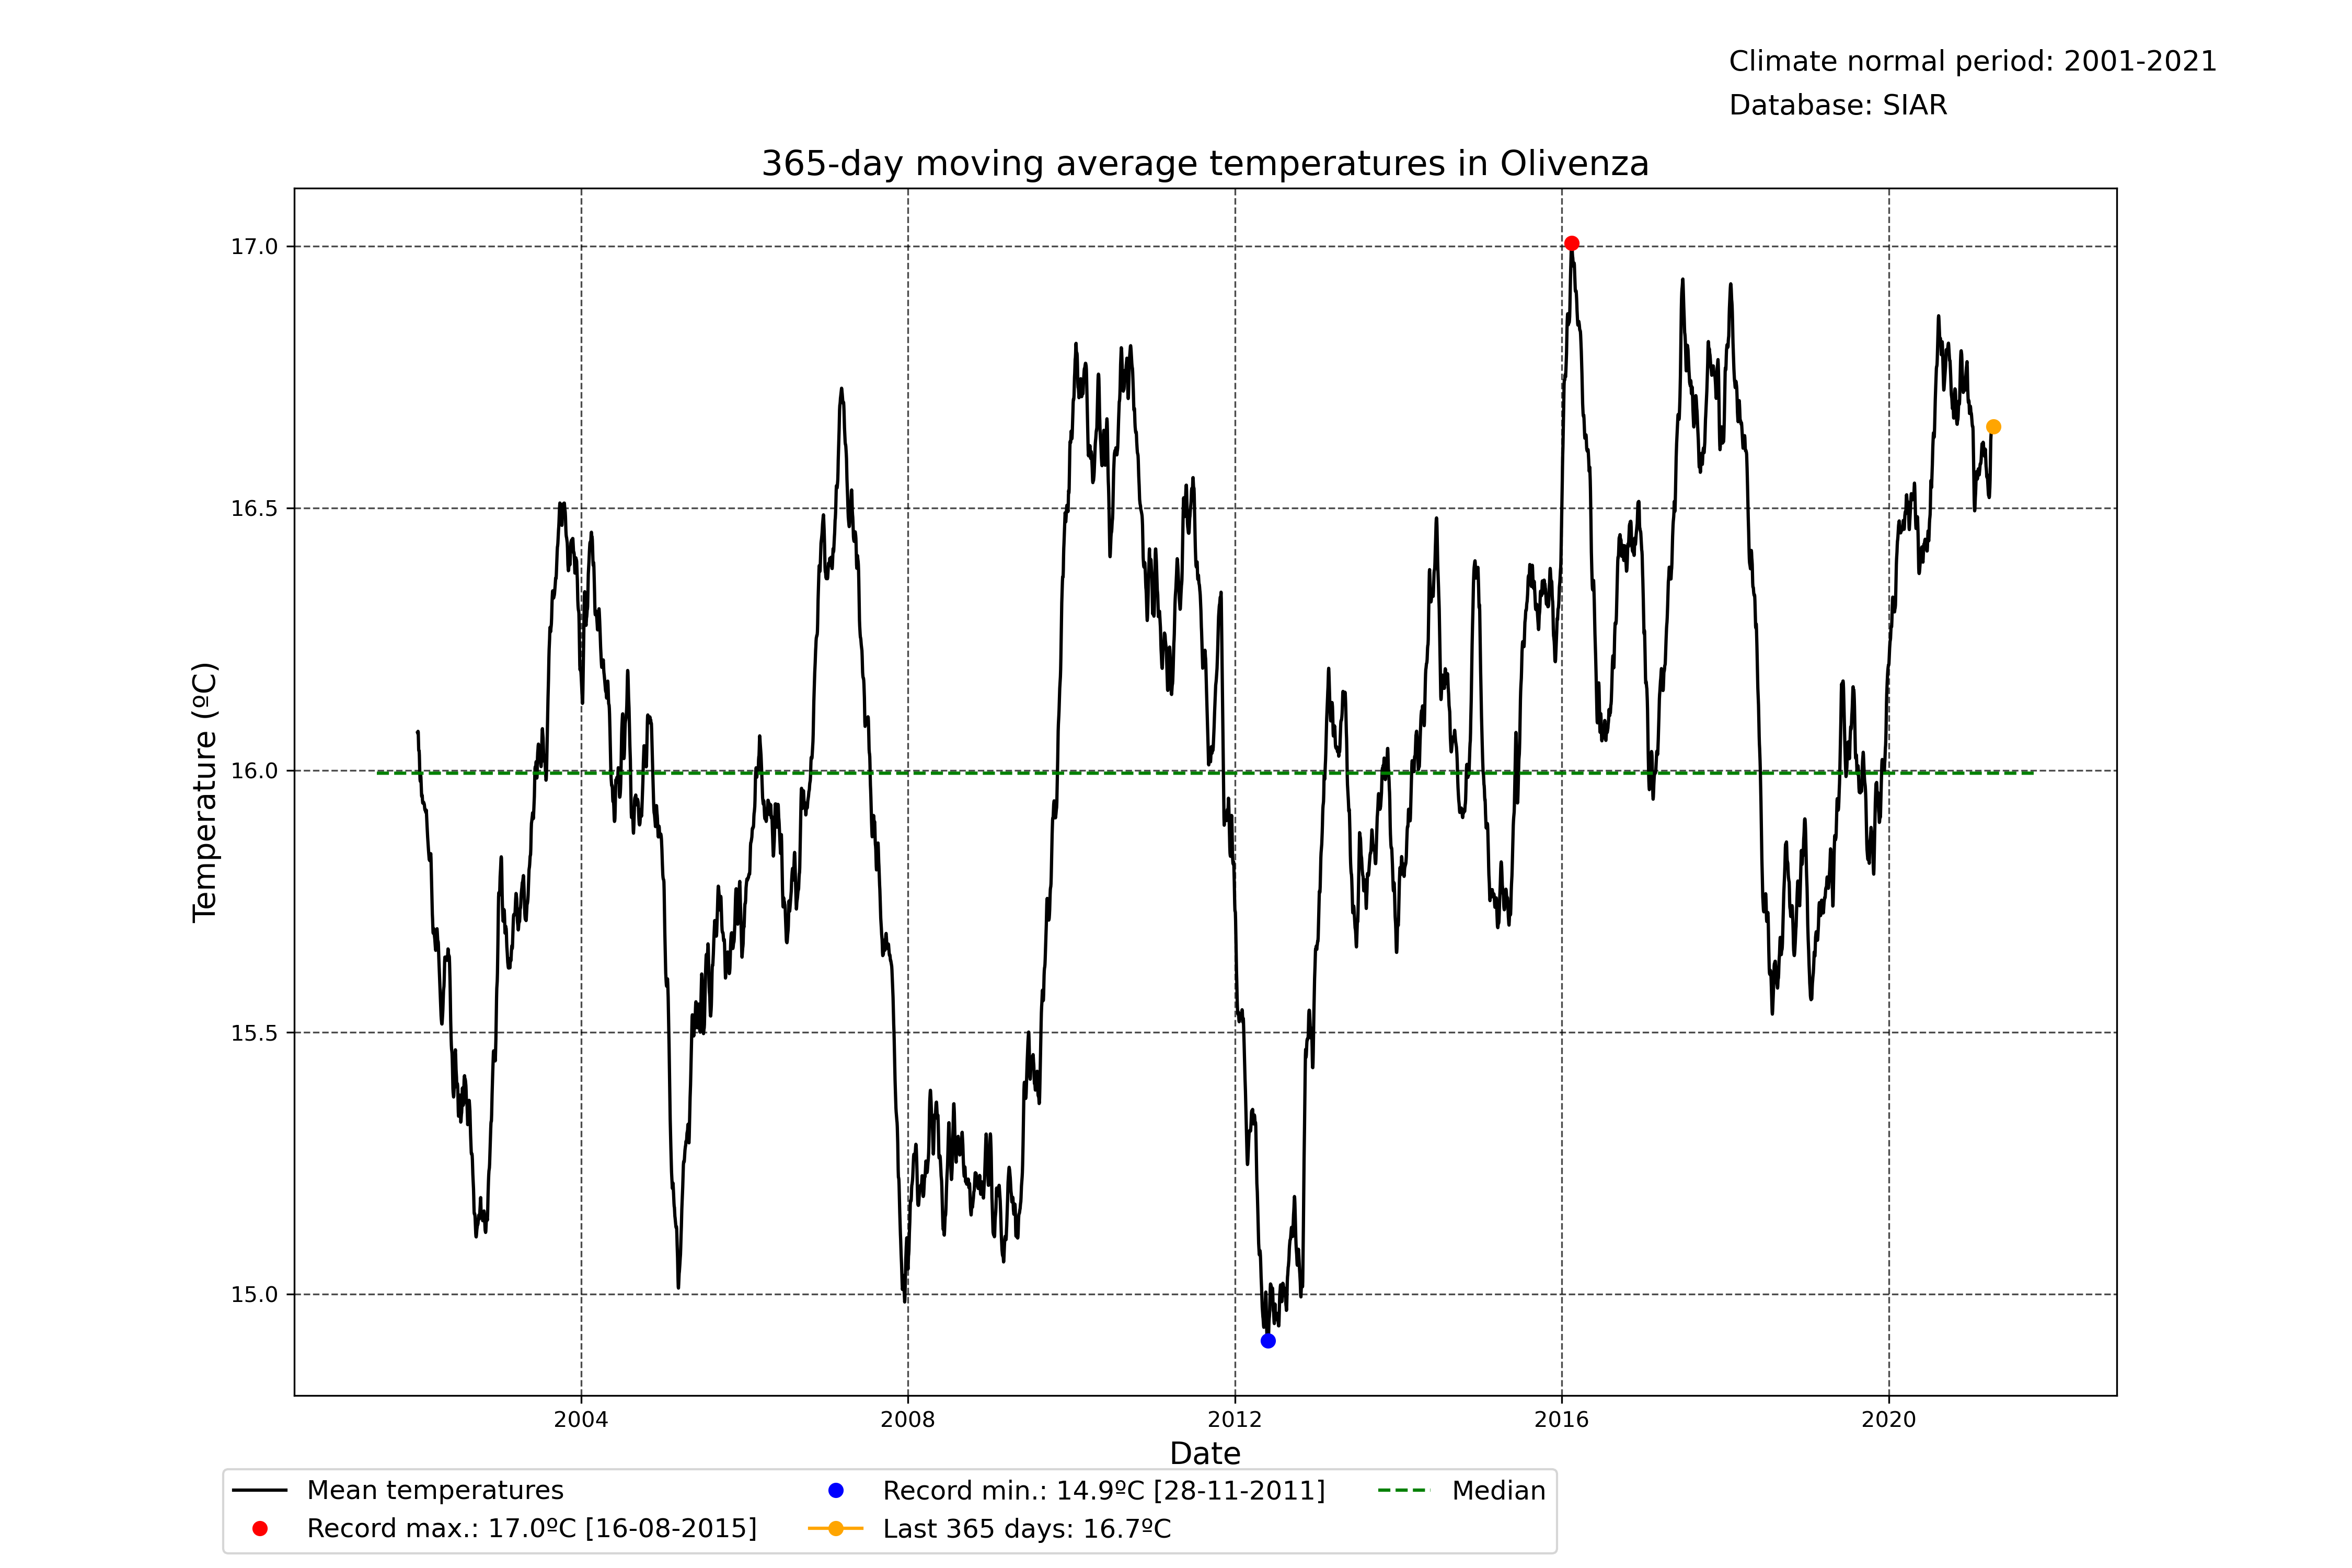 Climate normal period: 2001-2021
Database: SIAR
365-day moving average temperatures in Olivenza
17.0
16.5
16.0
15.5
15.0
Temperature (ºC)
2004 2008 2012 2016 2020
Date
Mean temperatures
Record max.: 17.0ºC [16-08-2015]
Record min.: 14.9ºC [28-11-2011]
Last 365 days: 16.7ºC
Median